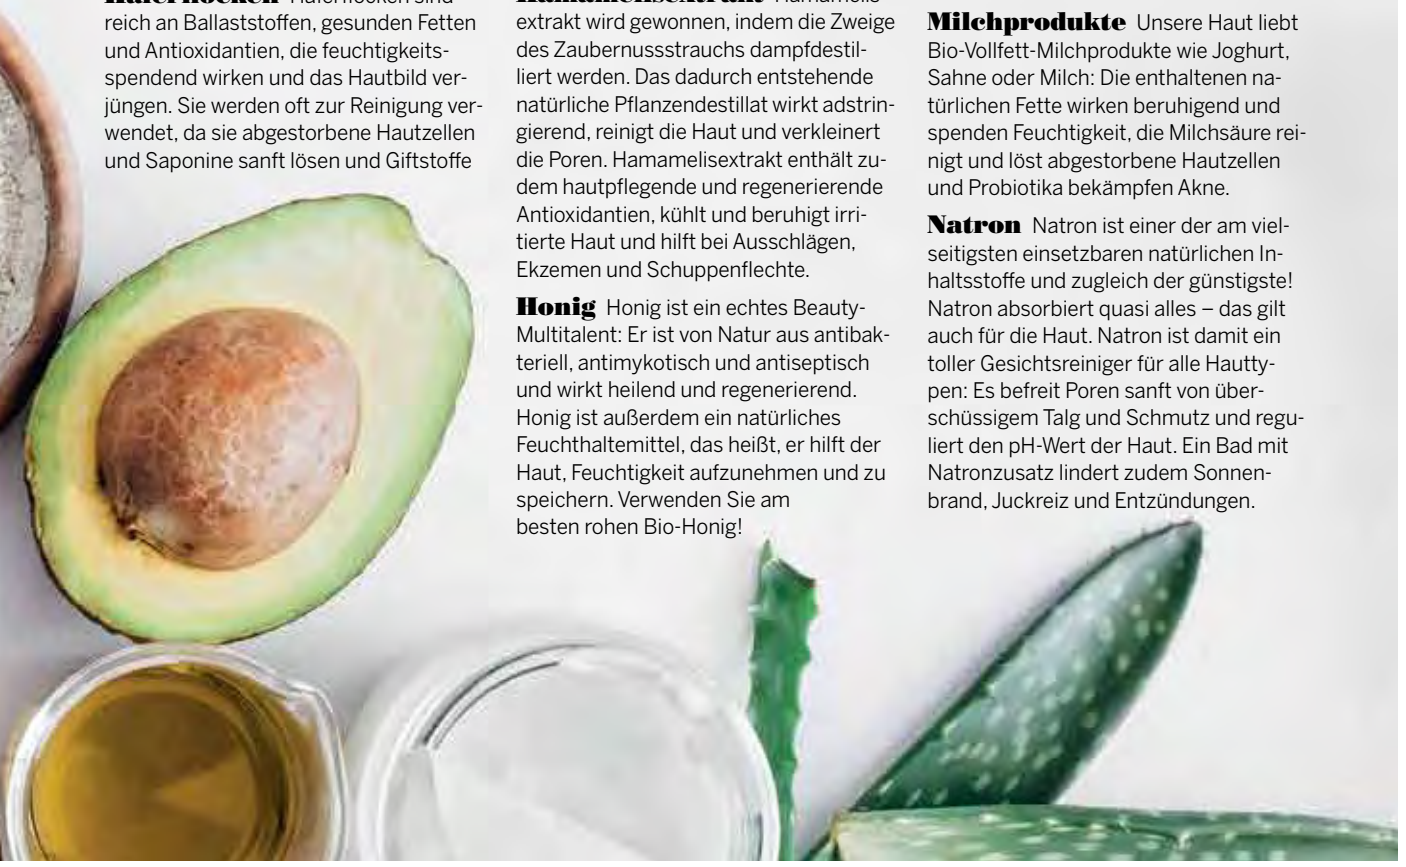 Haferflocken Haferflocken sind
reich an Ballaststoffen, gesunden Fetten
und Antioxidantien, die feuchtigkeits-
spendend wirken und das Hautbild ver-
jüngen. Sie werden oft zur Reinigung ver-
wendet, da sie abgestorbene Hautzellen
und Saponine sanft lösen und Giftstoffe
Hamamelisextrakt Hamamelis-
extrakt wird gewonnen, indem die Zweige
des Zaubernussstrauchs dampfdestil-
liert werden. Das dadurch entstehende
natürliche Pflanzendestillat wirkt adstrin-
gierend, reinigt die Haut und verkleinert
die Poren. Hamamelisextrakt enthält zu-
dem hautpflegende und regenerierende
Antioxidantien, kühlt und beruhigt irri-
tierte Haut und hilft bei Ausschlägen,
Ekzemen und Schuppenflechte.
Honig Honig ist ein echtes Beauty-
Multitalent: Er ist von Natur aus antibak-
teriell, antimykotisch und antiseptisch
und wirkt heilend und regenerierend.
Honig ist außerdem ein natürliches
Feuchthaltemittel, das heißt, er hilft der
Haut, Feuchtigkeit aufzunehmen und zu
speichern. Verwenden Sie am
besten rohen Bio-Honig!
Milchprodukte Unsere Haut liebt
Bio-Vollfett-Milchprodukte wie Joghurt,
Sahne oder Milch: Die enthaltenen na-
türlichen Fette wirken beruhigend und
spenden Feuchtigkeit, die Milchsäure rei-
nigt und löst abgestorbene Hautzellen
und Probiotika bekämpfen Akne.
Natron Natron ist einer der am viel-
seitigsten einsetzbaren natürlichen In-
haltsstoffe und zugleich der günstigste!
Natron absorbiert quasi alles – das gilt
auch für die Haut. Natron ist damit ein
toller Gesichtsreiniger für alle Hautty-
pen: Es befreit Poren sanft von über-
schüssigem Talg und Schmutz und regu-
liert den pH-Wert der Haut. Ein Bad mit
Natronzusatz lindert zudem Sonnen-
brand, Juckreiz und Entzündungen.